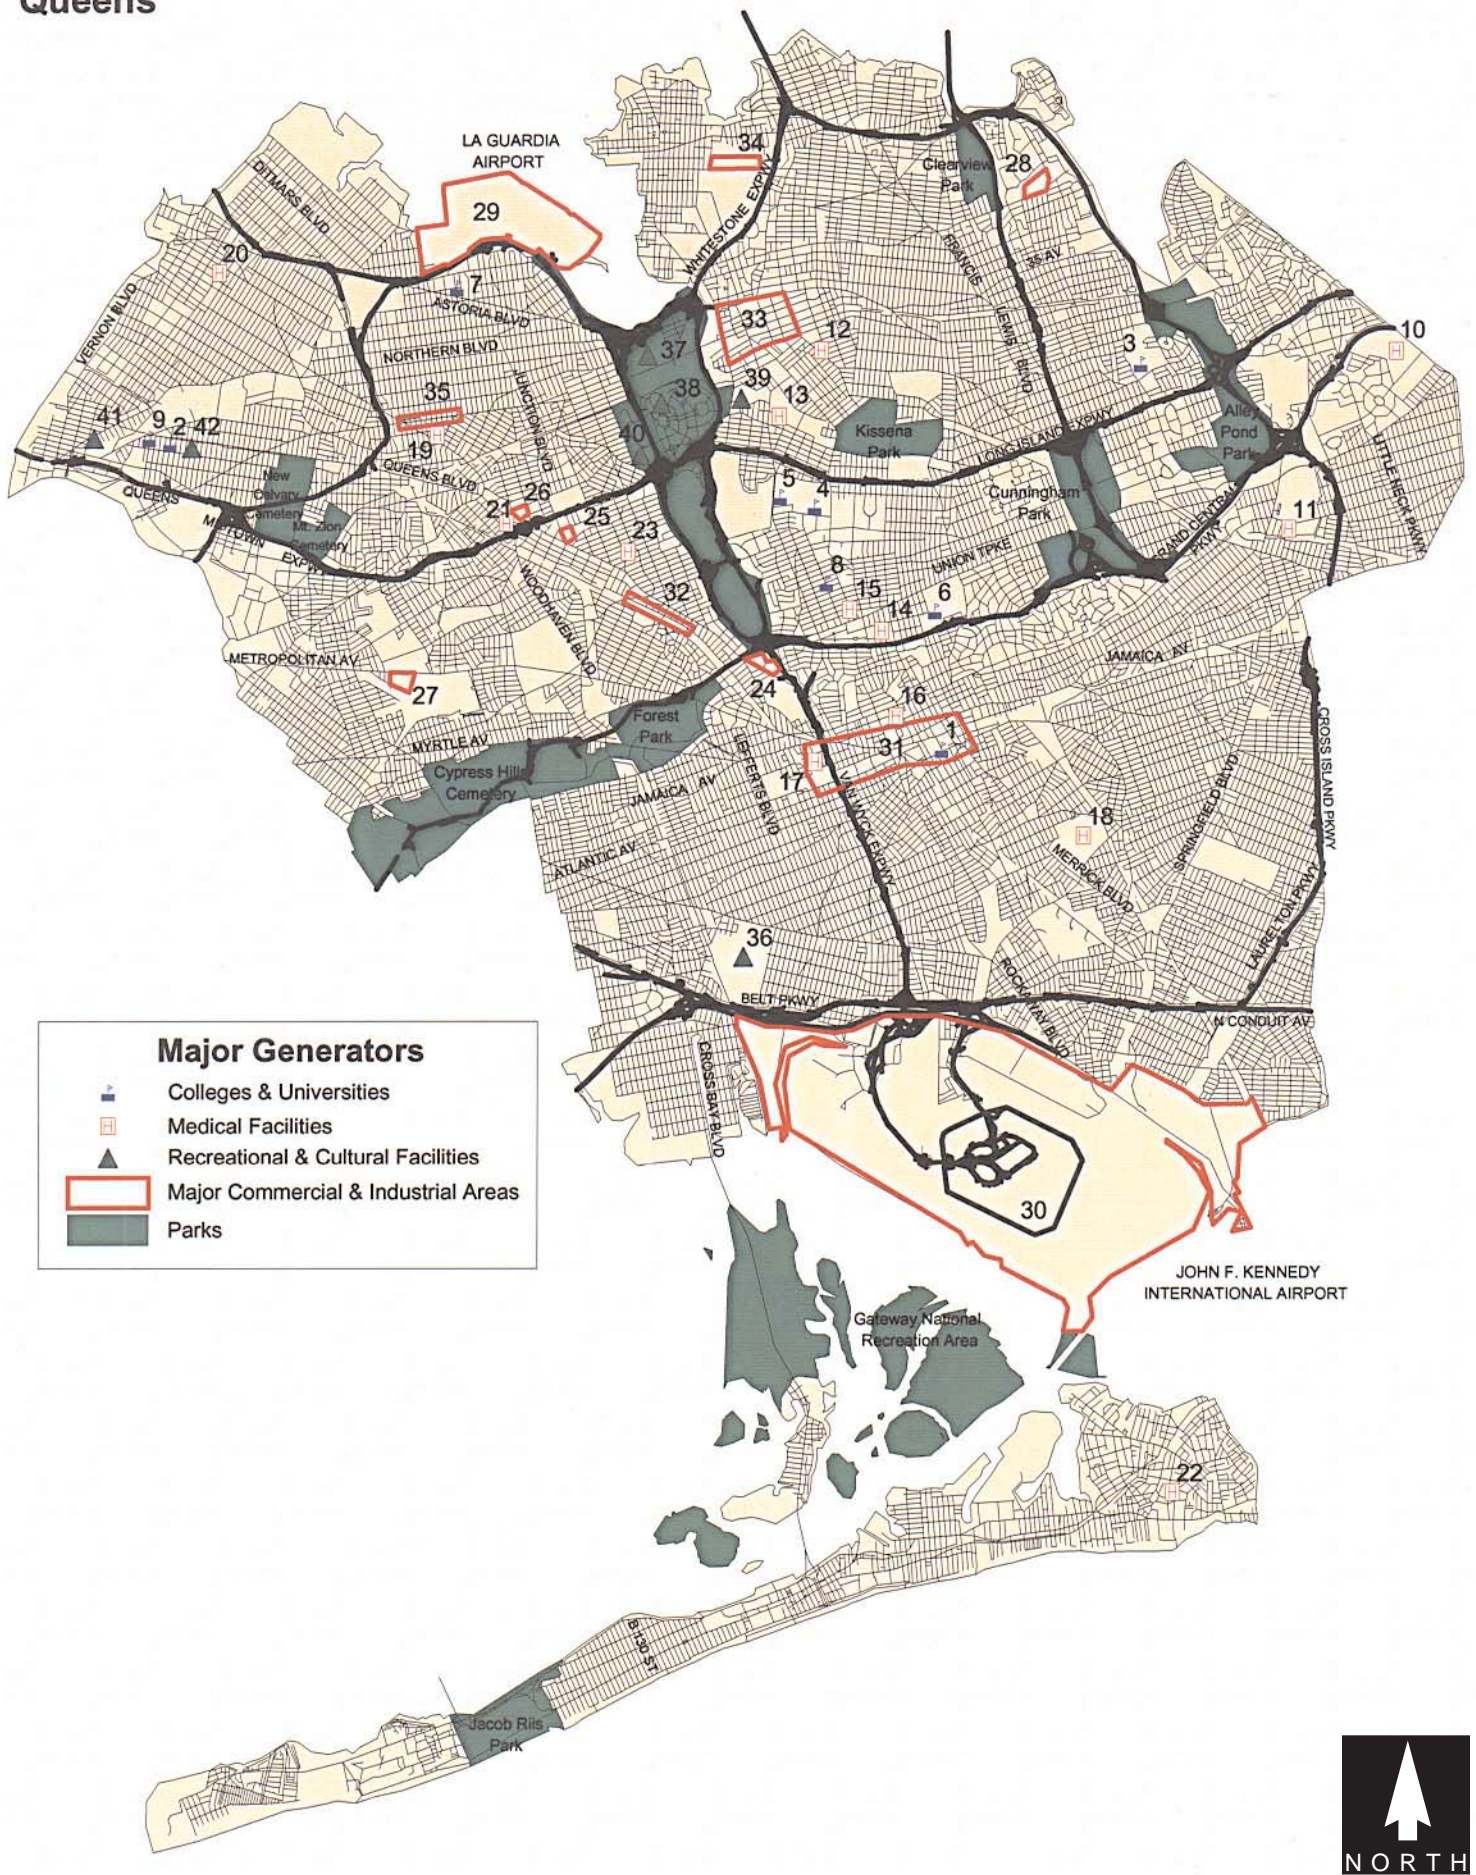 Queens
LA GUARDIA
AIRPORT
29
34
Clearview
Park
28
DITMARS BLVD
WHITESTONE EXPWY
20
7
ASTORIA BLVD
FRANCIS
LEWIS BLVD
35 AV
VERNON BLVD
NORTHERN BLVD
33
12
37
3
10
35
JUNCTION BLVD
38
39
13
41
9
2
42
40
Kissena
Park
Alley
Pond
Park
19
QUEENS BLVD
LONG ISLAND EXPWY
LITTLE NECK PKWY
New
Calvary
Cemetery
QUEENS
MIDTOWN
EXPWY
Mt. Zion
Cemetery
21
26
25
23
5
4
Cunningham
Park
11
GRAND CENTRAL
PKWY
UNION TPKE
WOODHAVEN BLVD
8
15
14
6
32
METROPOLITAN AV
27
24
JAMAICA AV
Forest
Park
MYRTLE AV
16
31
1
17
Cypress Hills
Cemetery
JAMAICA AV
LEFFERTS BLVD
VAN WYCK EXPWY
CROSS ISLAND PKWY
SPRINGFIELD BLVD
18
MERRICK BLVD
ATLANTIC AV
36
LAURELTON PKWY
BELT PKWY
ROCKAWAY BLVD
N CONDUIT AV
CROSS BAY BLVD
Major Generators
Colleges & Universities
H Medical Facilities
Recreational & Cultural Facilities
Major Commercial & Industrial Areas
Parks
30
JOHN F. KENNEDY
INTERNATIONAL AIRPORT
Gateway National
Recreation Area
22
B 130 ST
Jacob Riis
Park
NORTH